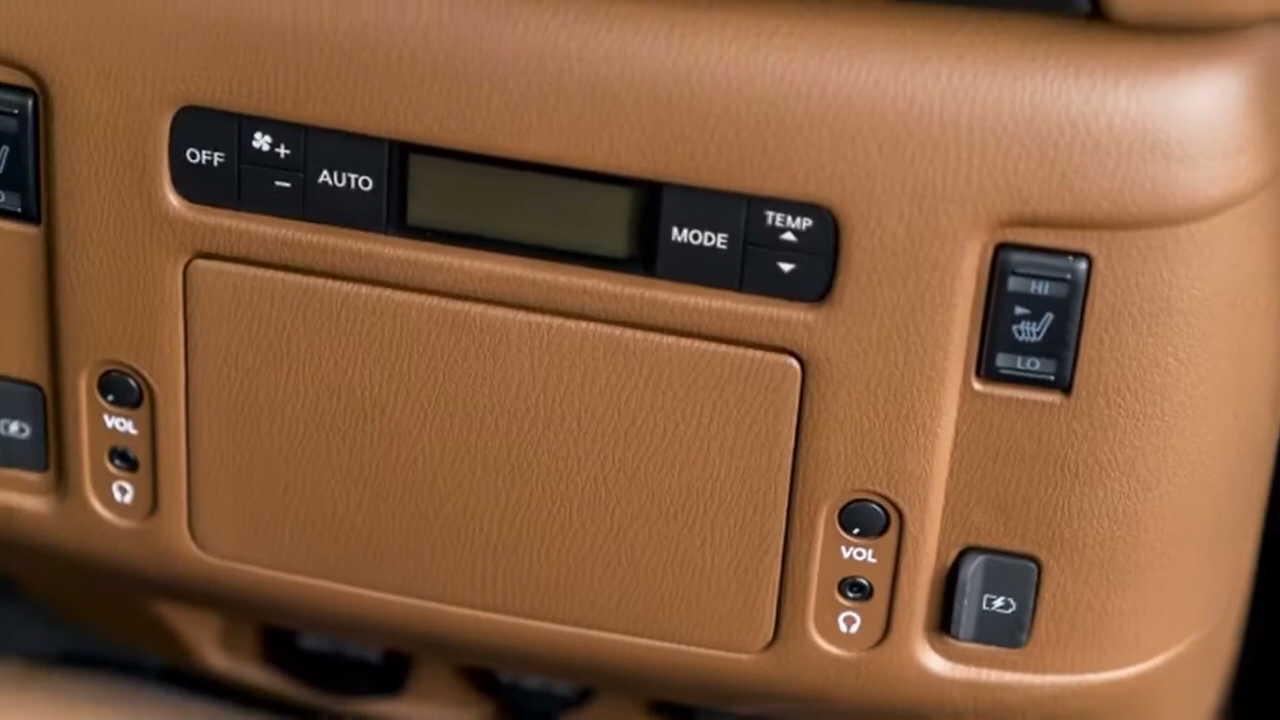 OFF
+
−
AUTO
MODE
TEMP
HI
LO
VOL
VOL